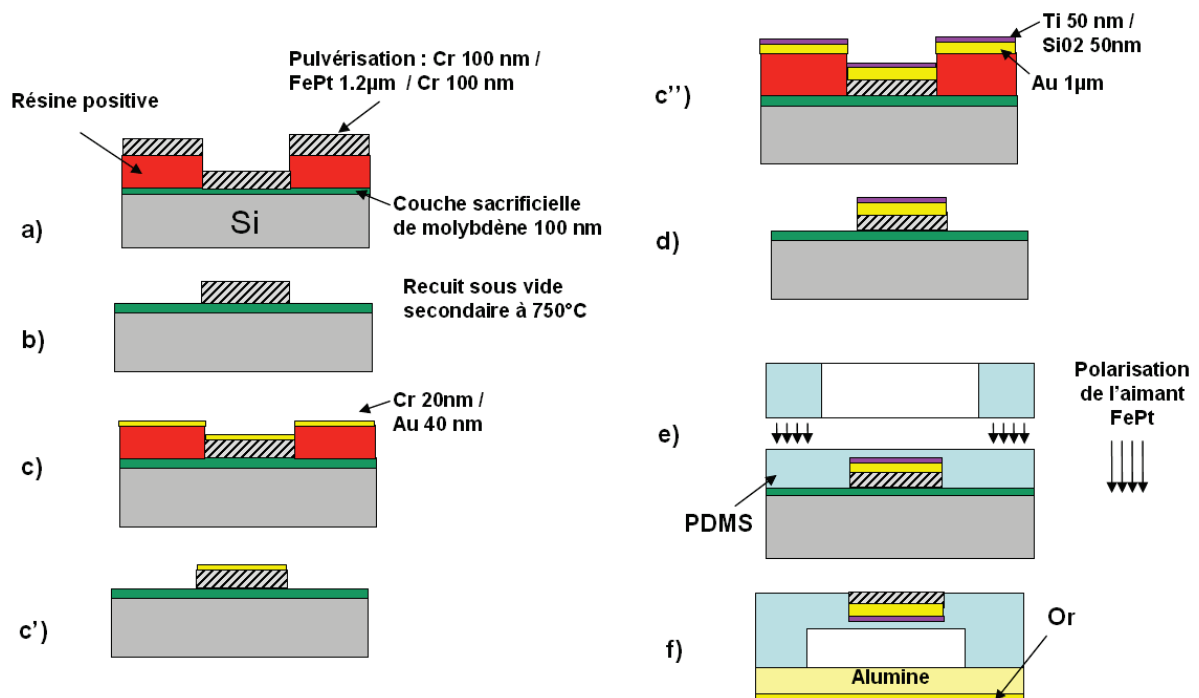 Pulvérisation : Cr 100 nm /
FePt 1.2µm / Cr 100 nm
Résine positive
Couche sacrificielle
de molybdène 100 nm
Si
a)
Recuit sous vide
secondaire à 750°C
b)
Cr 20nm /
Au 40 nm
c)
c')
Ti 50 nm /
Si02 50nm
Au 1µm
c'')
d)
Polarisation
de l'aimant
FePt
e)
PDMS
Or
f)
Alumine